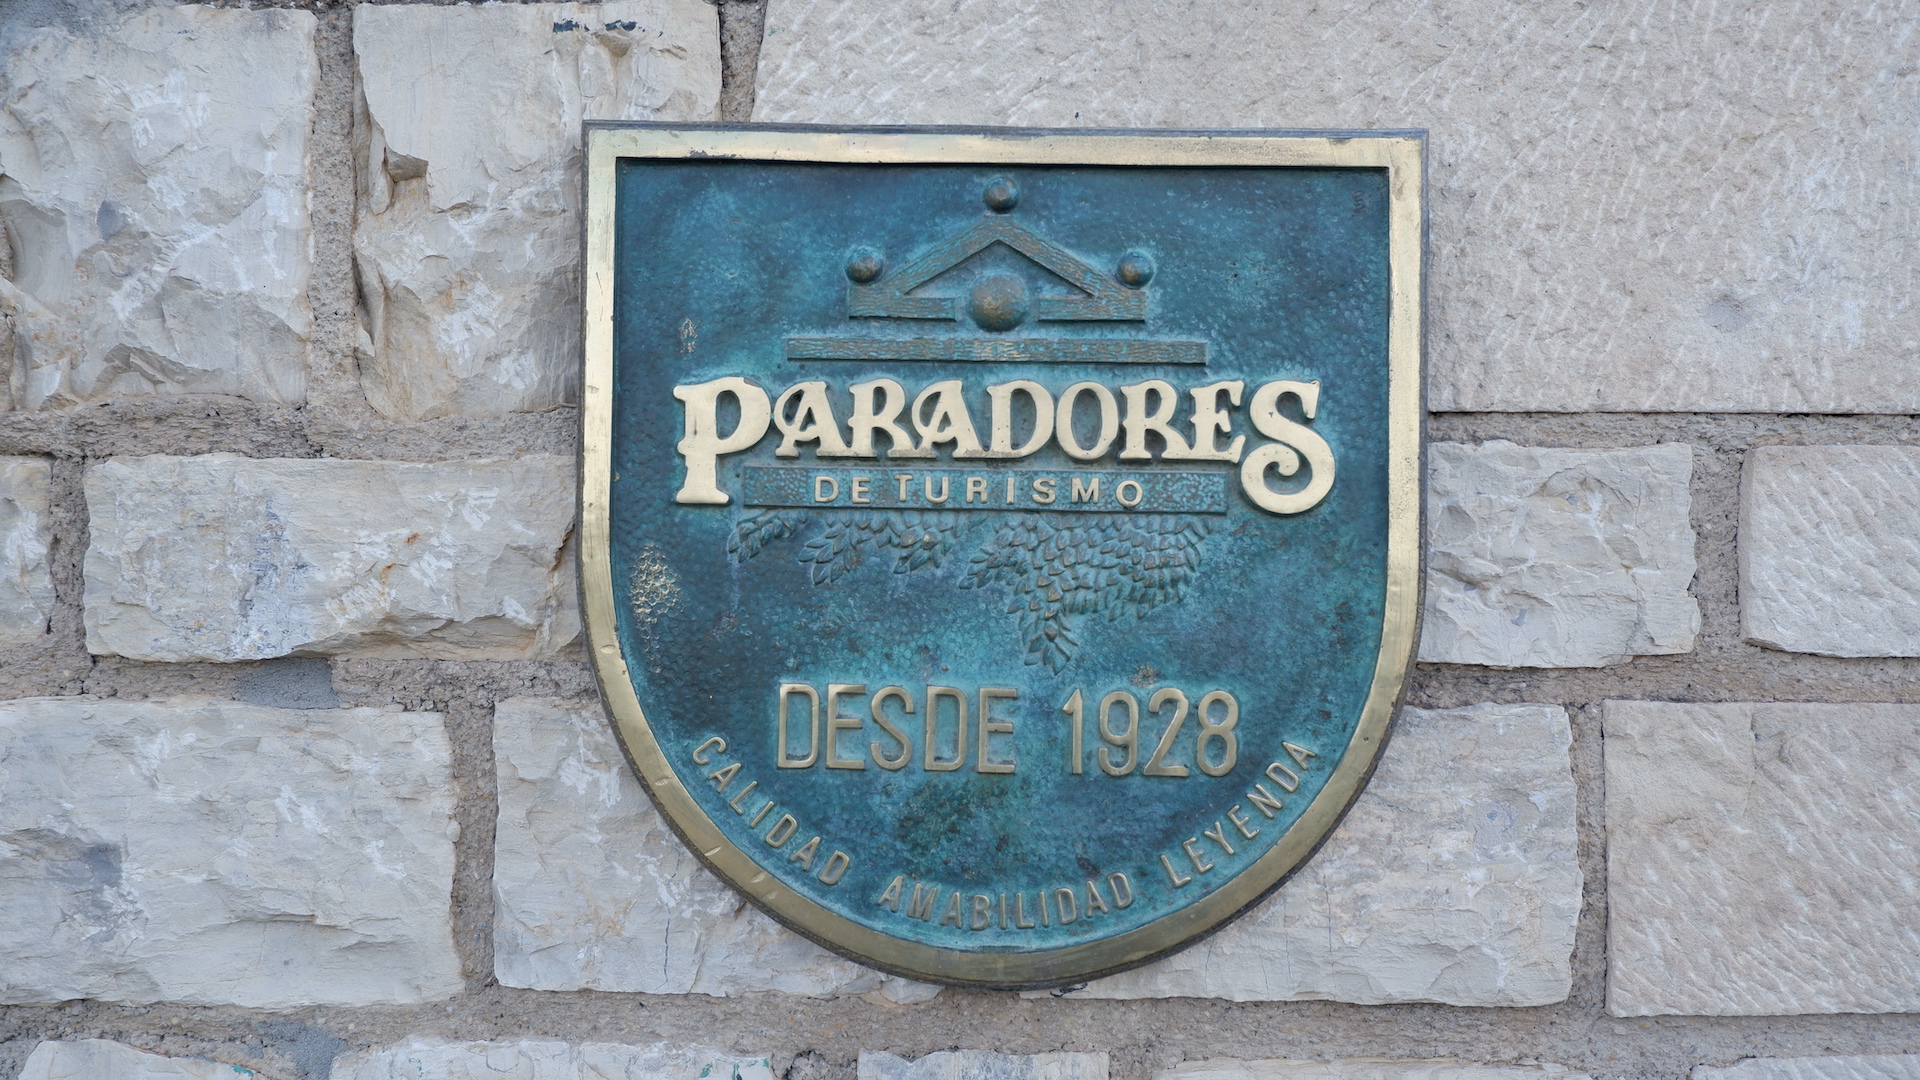 PARADORES
DE TURISMO
DESDE 1928
CALIDAD AMABILIDAD LEYENDA